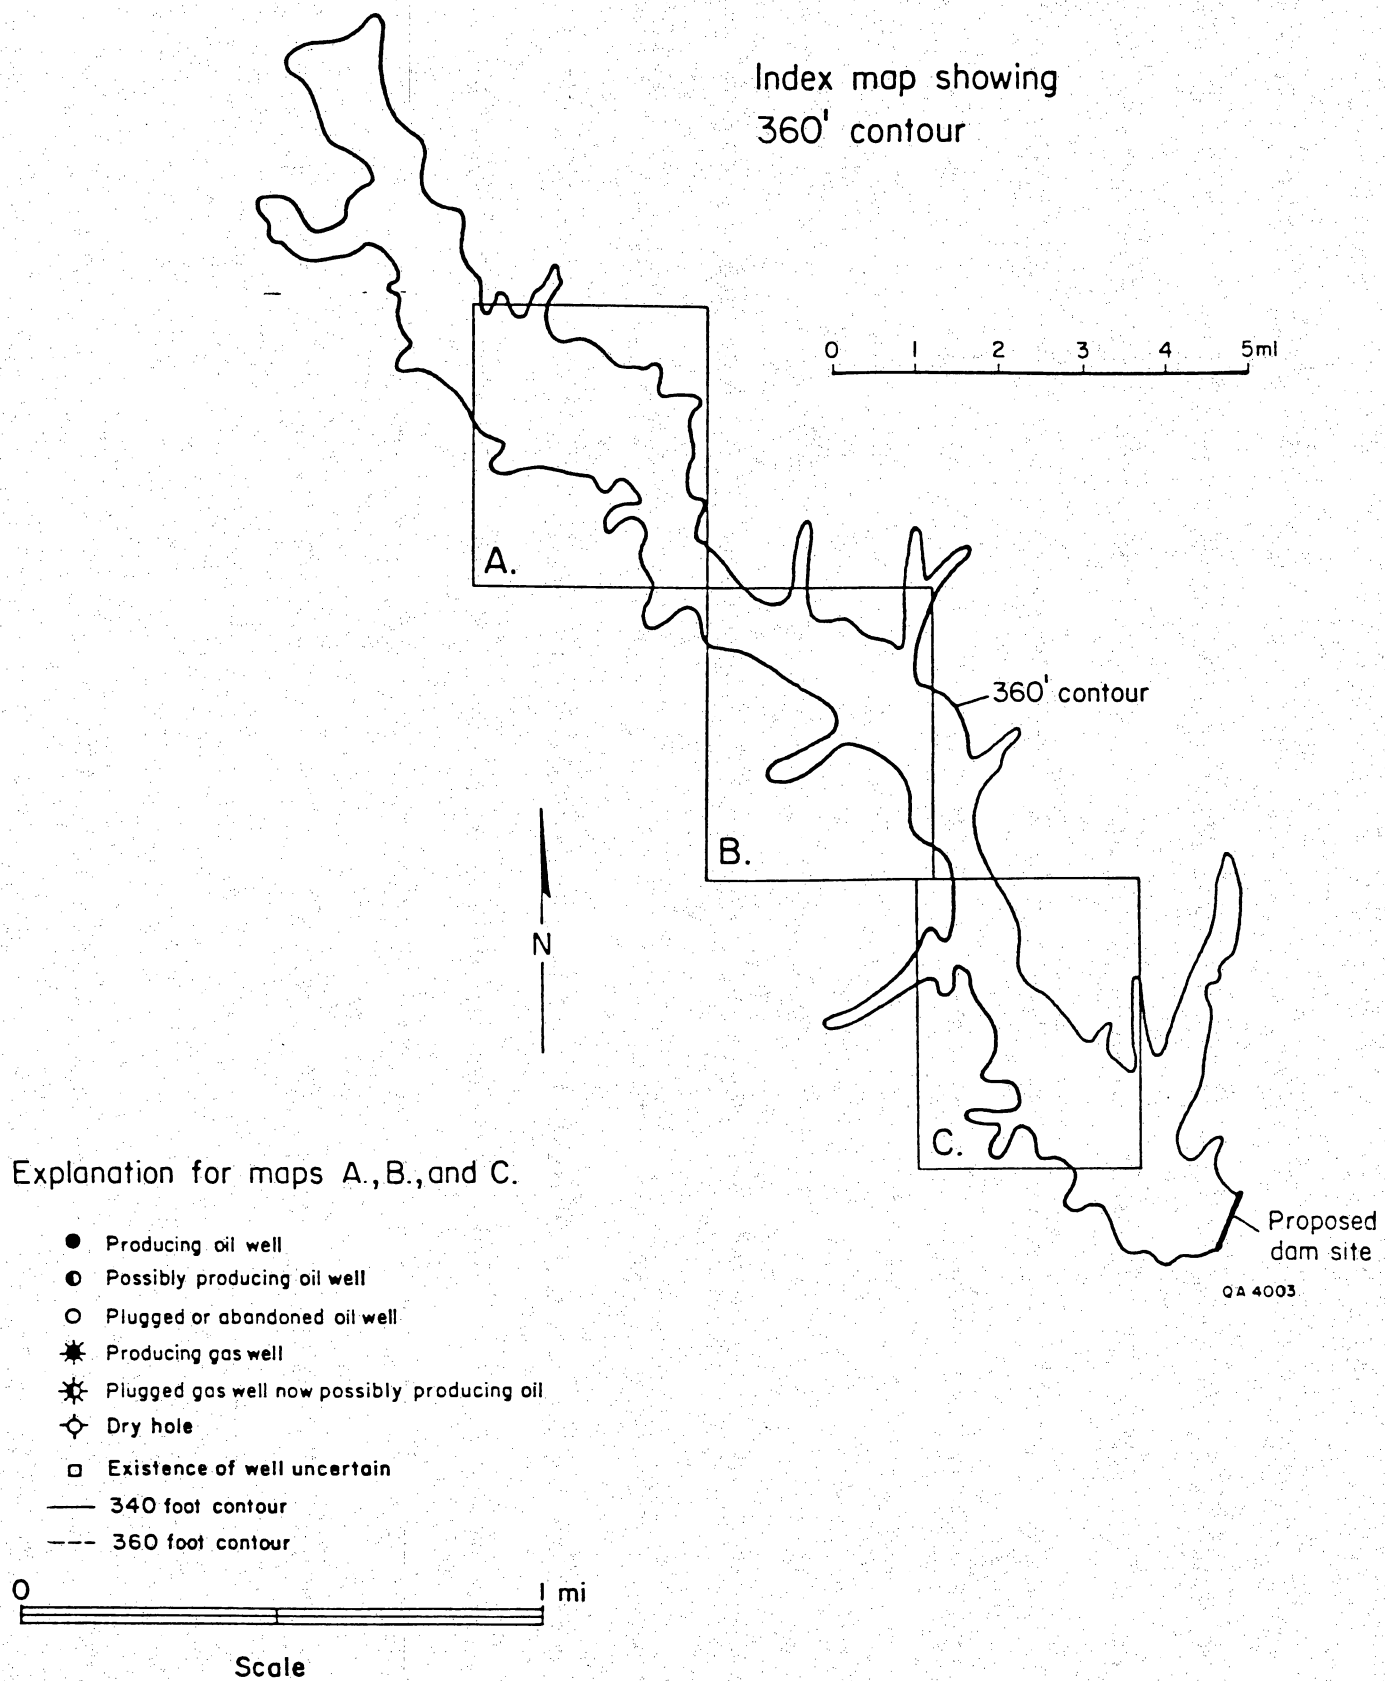 Index map showing
360' contour
0 1 2 3 4 5mi
A.
360' contour
B.
N
C.
Explanation for maps A., B., and C.
Producing oil well
Possibly producing oil well
Plugged or abandoned oil well
Producing gas well
Plugged gas well now possibly producing oil
Dry hole
Existence of well uncertain
340 foot contour
360 foot contour
Proposed
dam site
QA 4003
0 1 mi
Scale